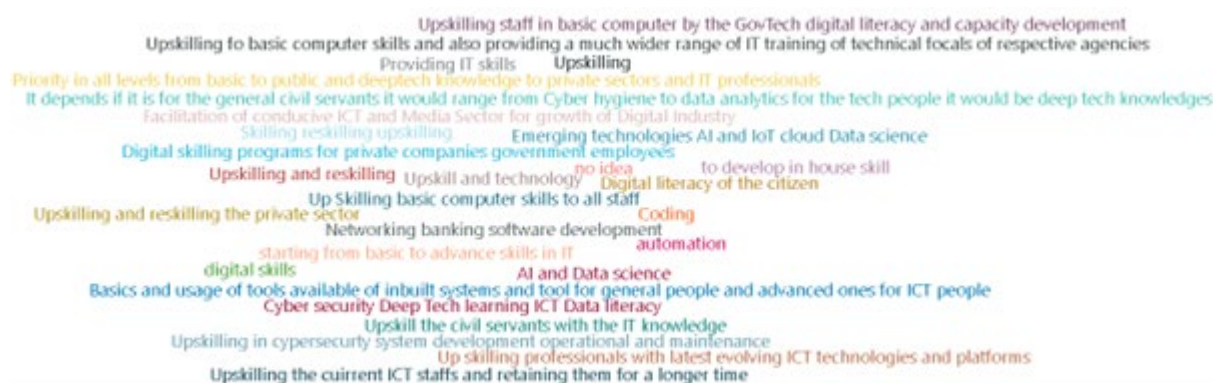 Upskilling staff in basic computer by the GovTech digital literacy and capacity development
Upskilling fo basic computer skills and also providing a much wider range of IT training of technical focals of respective agencies
Providing IT skills
Upskilling
Priority in all levels from basic to public and deeptech knowledge to private sectors and IT professionals
It depends if it is for the general civil servants it would range from Cyber hygiene to data analytics for the tech people it would be deep tech knowledges
Facilitation of conducive ICT and Media Sector for growth of Digital Industry
Skilling reskilling upskilling
Emerging technologies AI and IoT cloud Data science
Digital skilling programs for private companies government employees
no idea
to develop in house skill
Upskilling and reskilling
Upskill and technology
Digital literacy of the citizen
Up Skilling basic computer skills to all staff
Upskilling and reskilling the private sector
Coding
Networking banking software development
automation
starting from basic to advance skills in IT
digital skills
AI and Data science
Basics and usage of tools available of inbuilt systems and tool for general people and advanced ones for ICT people
Cyber security Deep Tech learning ICT Data literacy
Upskill the civil servants with the IT knowledge
Upskilling in cypersecurty system development operational and maintenance
Up skilling professionals with latest evolving ICT technologies and platforms
Upskilling the cuirrent ICT staffs and retaining them for a longer time